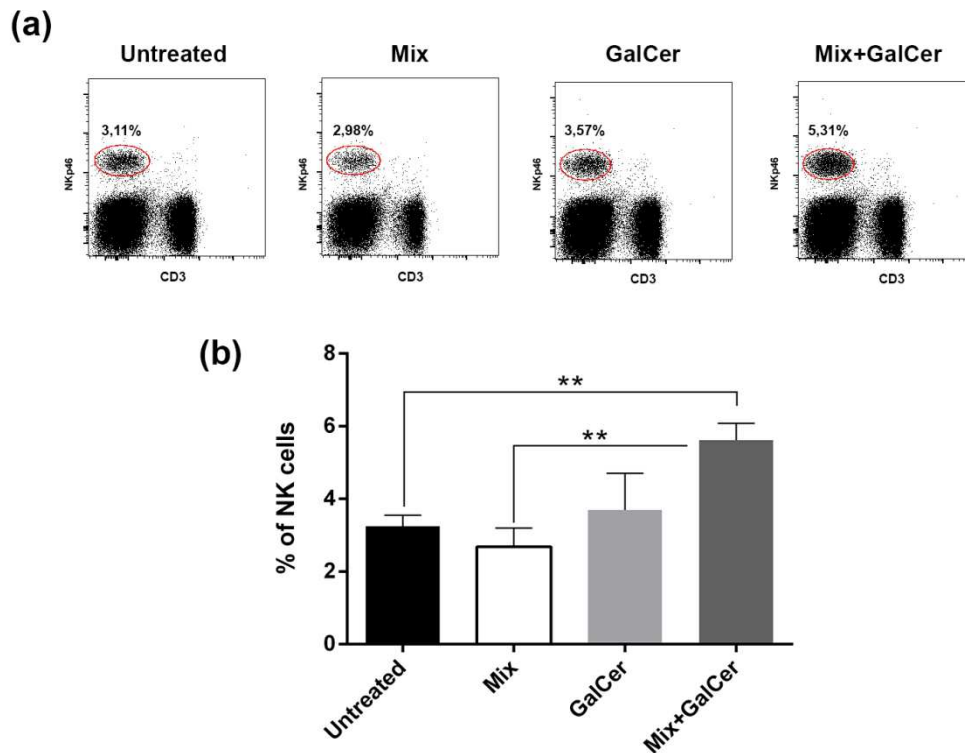 (a)
Untreated
Mix
GalCer
Mix+GalCer
3,11%
2,98%
3,57%
5,31%
NKp46
NKp46
NKp46
NKp46
CD3
CD3
CD3
CD3
(b)
% of NK cells
8
6
4
2
0
**
**
Untreated
Mix
GalCer
Mix+GalCer